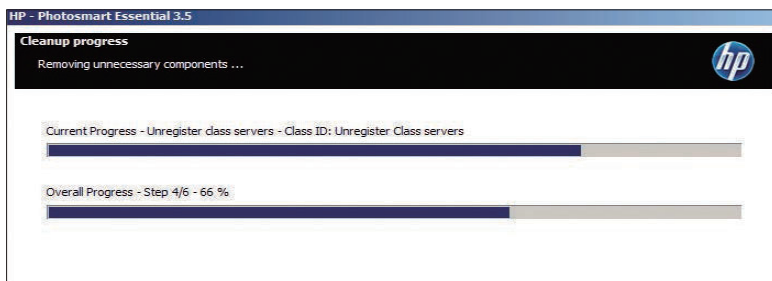 HP - Photosmart Essential 3.5
Cleanup progress
Removing unnecessary components ...
hp
Current Progress - Unregister class servers - Class ID: Unregister Class servers
Overall Progress - Step 4/6 - 66 %